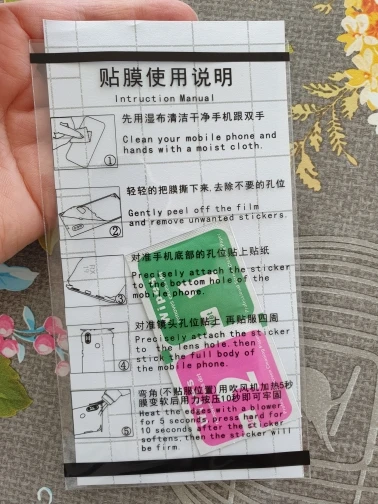 贴膜使用说明
Intruction Manual
先用湿布清洁干净手机跟双手
Clean your mobile phone and
hands with a moist cloth.
①
轻轻的把膜撕下来,去除不要的孔位
Gently peel off the film
and remove unwanted stickers.
②
对准手机底部的孔位贴上贴纸
Precisely attach the sticker
to the bottom hole of the
mobile phone.
③
对准镜头孔位贴上 再贴服四周
Precisely attach the sticker
to the lens hole, then
stick the full body of
the mobile phone.
④
弯角(不贴服位置)用吹风机加热5秒
膜变软后用力按压10秒即可牢固
Heat the edges with a blower
for 5 seconds, press hard for
10 seconds after the sticker
softens, then the sticker will
be firm.
⑤